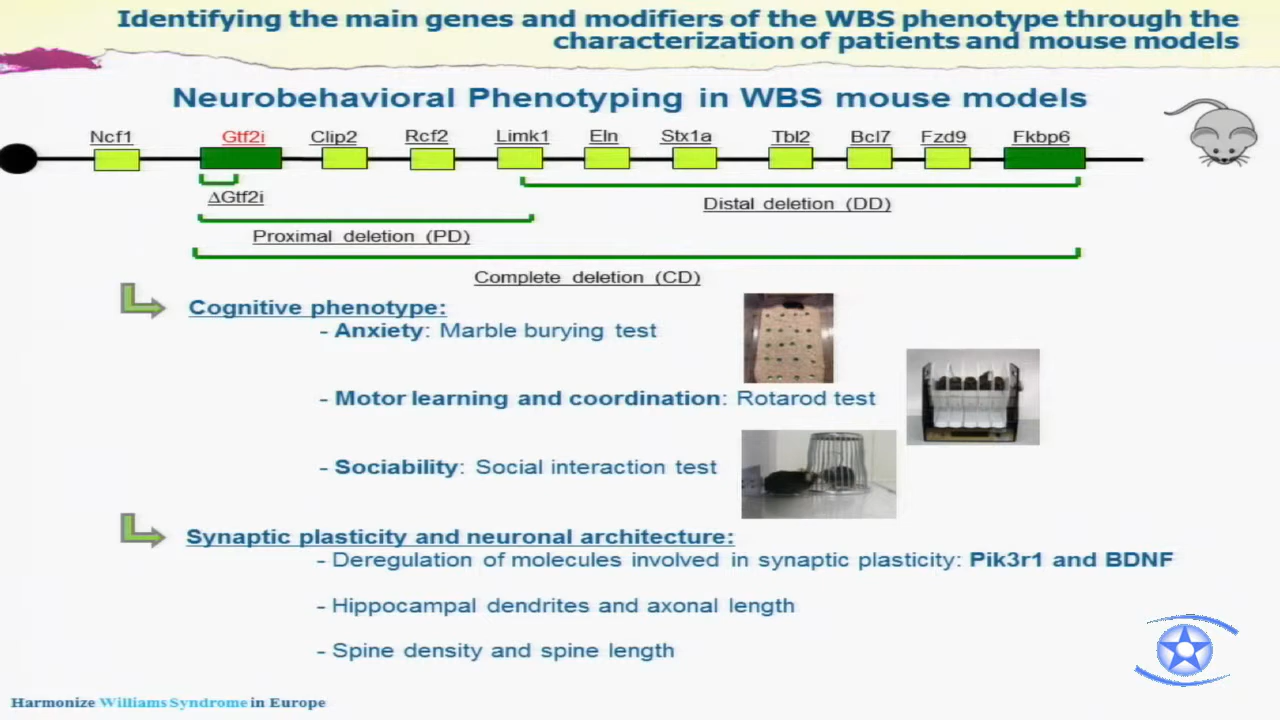 Identifying the main genes and modifiers of the WBS phenotype through the
characterization of patients and mouse models
Neurobehavioral Phenotyping in WBS mouse models
Ncf1 Gtf2i Clip2 Rcf2 Limk1 Eln Stx1a Tbl2 Bcl7 Fzd9 Fkbp6
ΔGtf2i
Distal deletion (DD)
Proximal deletion (PD)
Complete deletion (CD)
Cognitive phenotype:
- Anxiety: Marble burying test
- Motor learning and coordination: Rotarod test
- Sociability: Social interaction test
Synaptic plasticity and neuronal architecture:
- Deregulation of molecules involved in synaptic plasticity: Pik3r1 and BDNF
- Hippocampal dendrites and axonal length
- Spine density and spine length
Harmonize Williams Syndrome in Europe